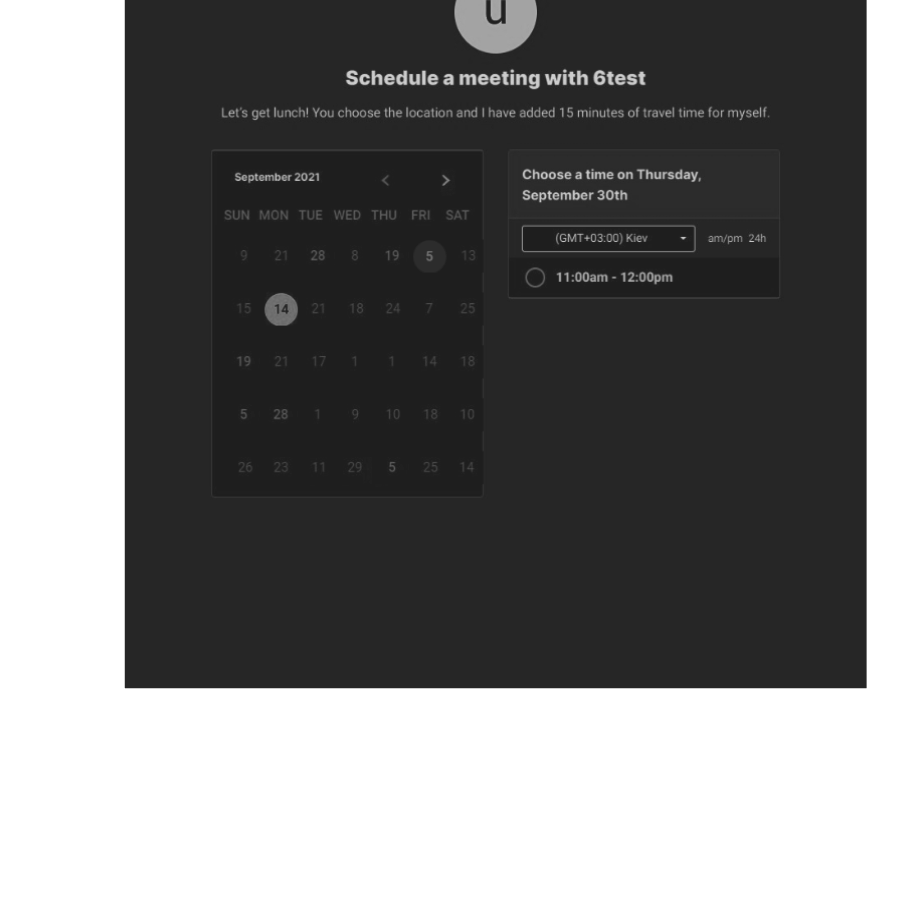 u
Schedule a meeting with 6test
Let's get lunch! You choose the location and I have added 15 minutes of travel time for myself.
September 2021 < >
SUN MON TUE WED THU FRI SAT
9 21 28 8 19 5 13
15 14 21 18 24 7 25
19 21 17 1 1 14 18
5 28 1 9 10 18 10
26 23 11 29 5 25 14
Choose a time on Thursday,
September 30th
(GMT+03:00) Kiev am/pm 24h
11:00am - 12:00pm